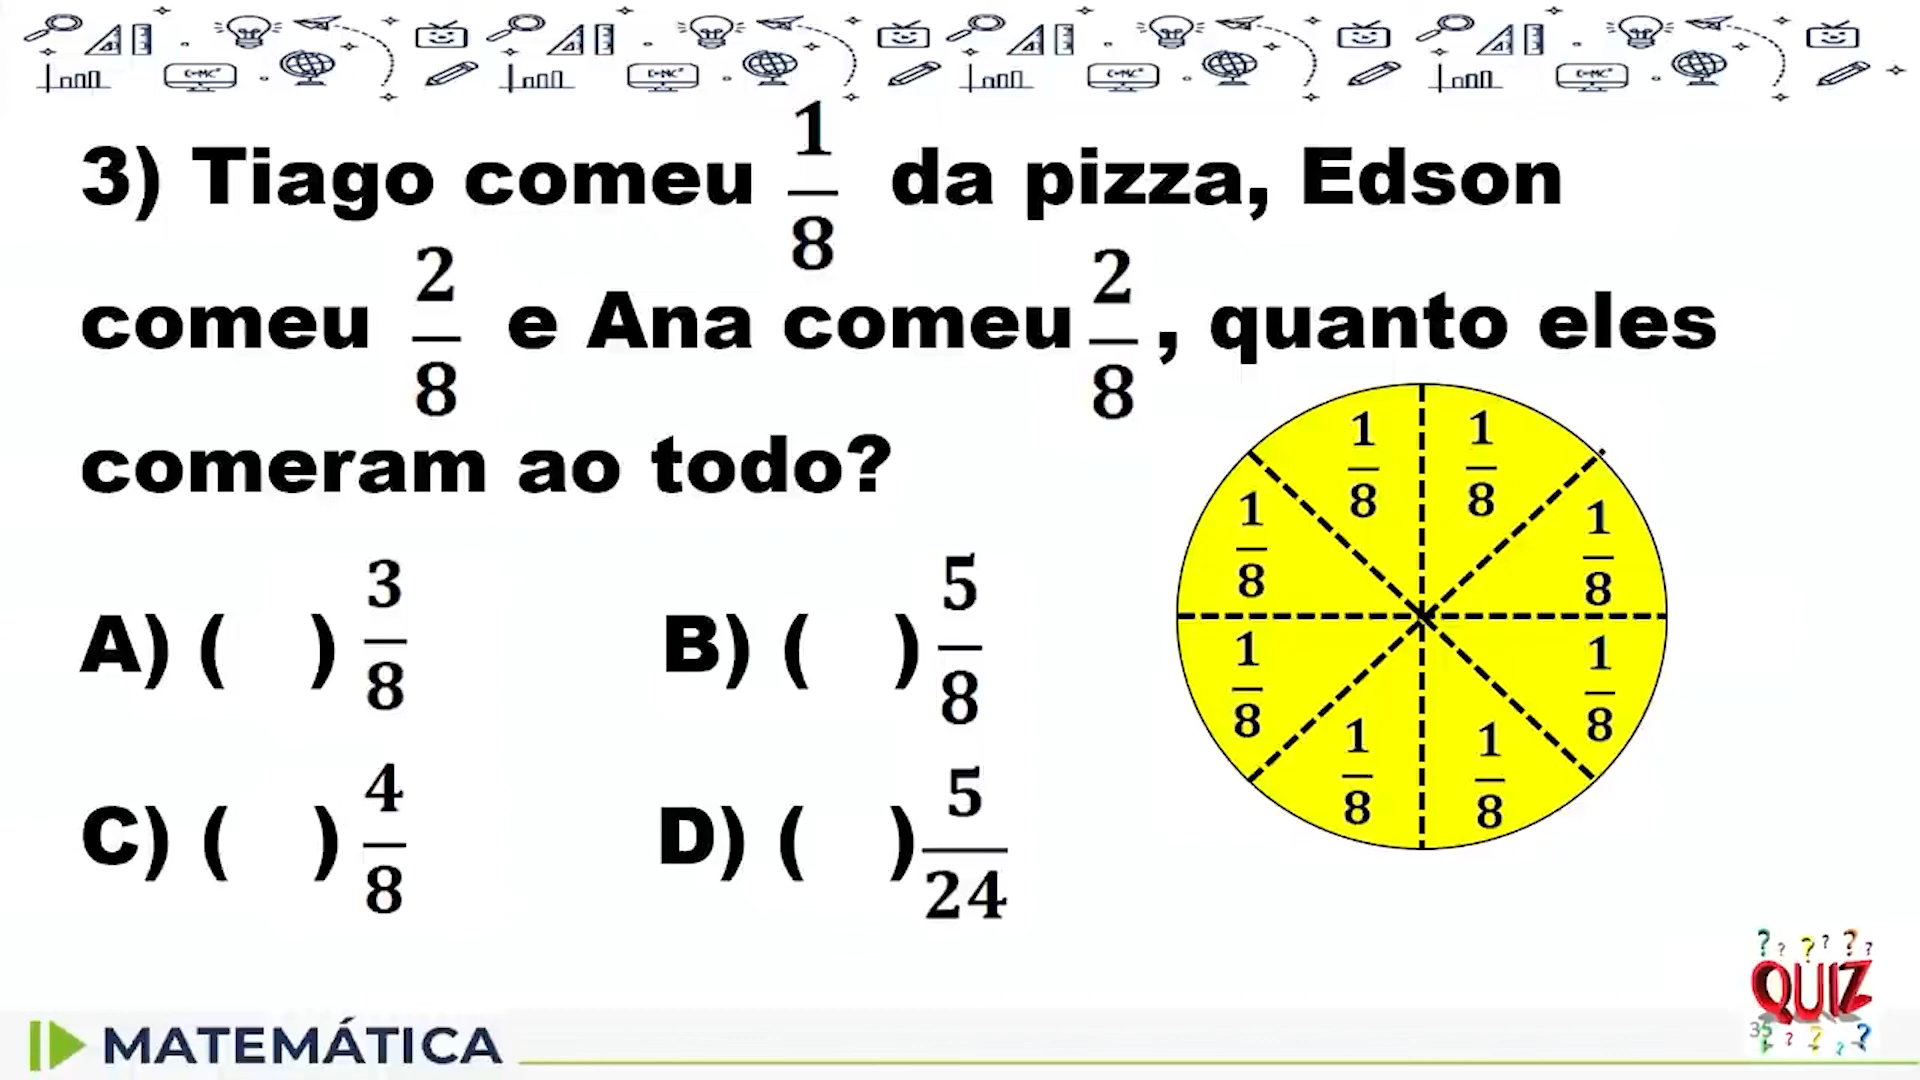 3) Tiago comeu 1/8 da pizza, Edson
comeu 2/8 e Ana comeu 2/8, quanto eles
comeram ao todo?
A) ( ) 3/8 B) ( ) 5/8
C) ( ) 4/8 D) ( ) 5/24
1/8 1/8
1/8 1/8
1/8 1/8
1/8 1/8
QUIZ
35
MATEMÁTICA